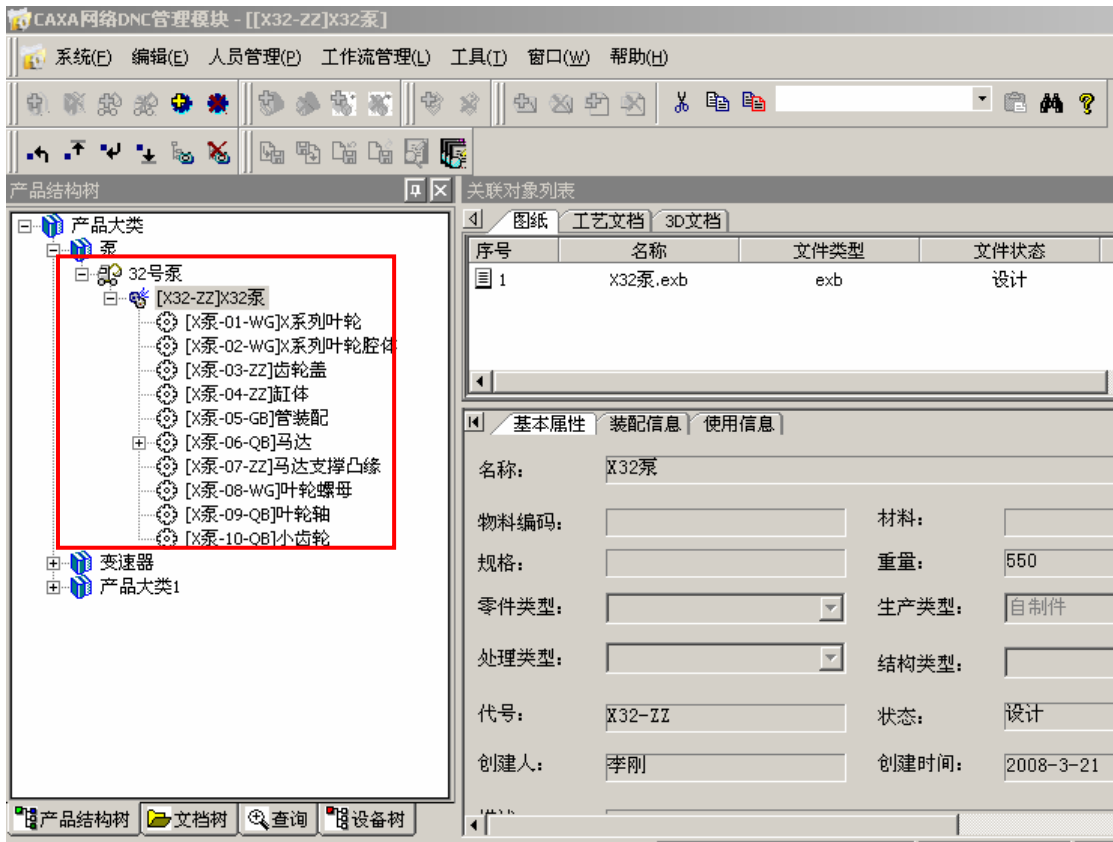 CAXA网络DNC管理模块 - [[X32-ZZ]X32泵]
系统(F) 编辑(E) 人员管理(P) 工作流管理(L) 工具(T) 窗口(W) 帮助(H)
产品结构树
产品大类
泵
32号泵
[X32-ZZ]X32泵
[X泵-01-WG]X系列叶轮
[X泵-02-WG]X系列叶轮腔体
[X泵-03-ZZ]齿轮盖
[X泵-04-ZZ]缸体
[X泵-05-GB]管装配
[X泵-06-QB]马达
[X泵-07-ZZ]马达支撑凸缘
[X泵-08-WG]叶轮螺母
[X泵-09-QB]叶轮轴
[X泵-10-QB]小齿轮
变速器
产品大类1
产品结构树 文档树 查询 设备树
关联对象列表
图纸 工艺文档 3D文档
序号 名称 文件类型 文件状态
1 X32泵.exb exb 设计
基本属性 装配信息 使用信息
名称: X32泵
物料编码: 材料:
规格: 重量: 550
零件类型: 生产类型: 自制件
处理类型: 结构类型:
代号: X32-ZZ 状态: 设计
创建人: 李刚 创建时间: 2008-3-21